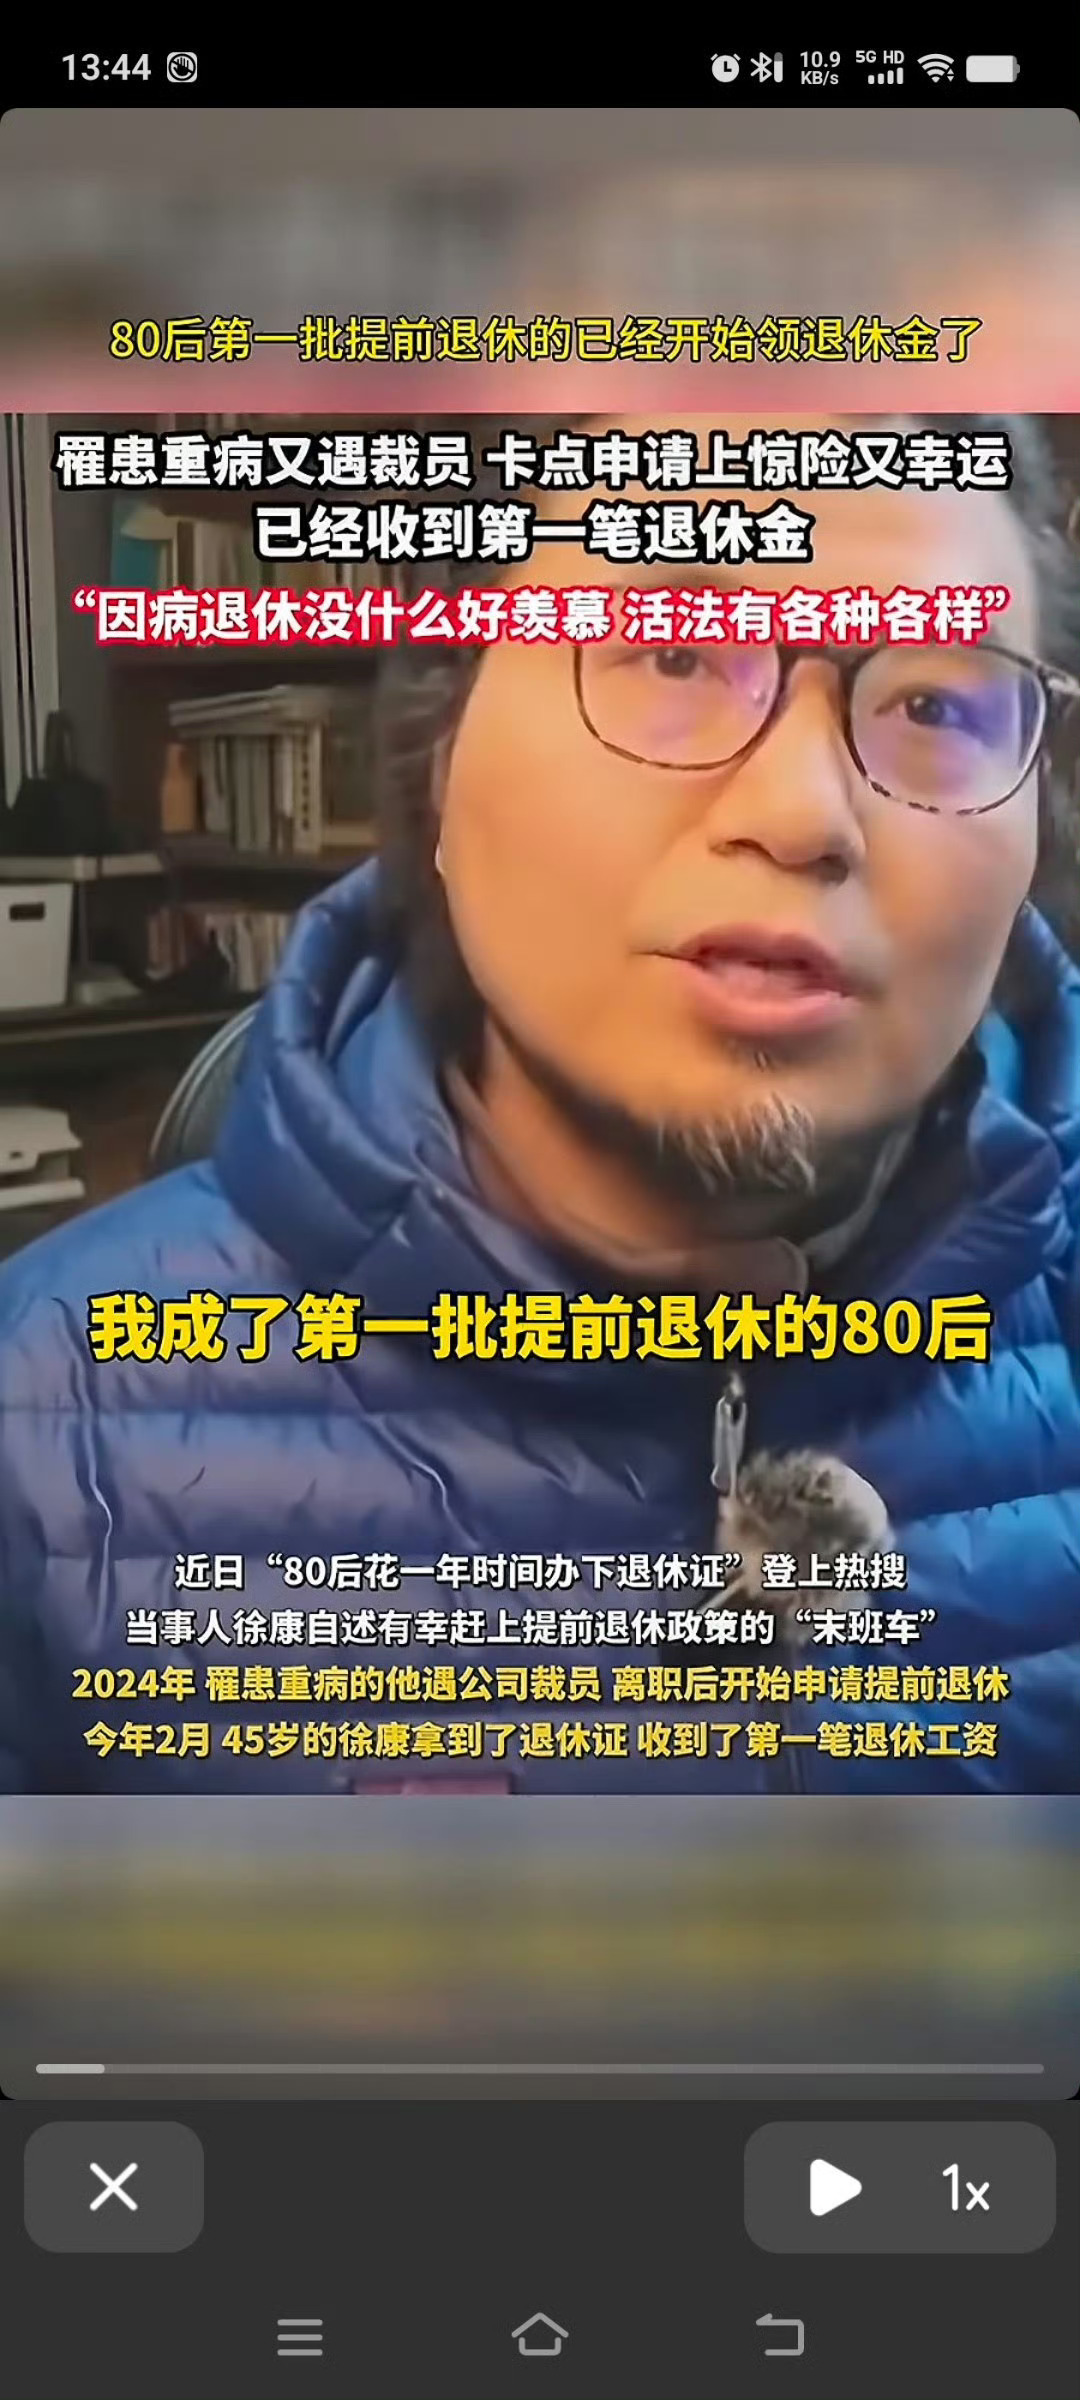 13:44
10.9 KB/s 5G HD
80后第一批提前退休的已经开始领退休金了
罹患重病又遇裁员 卡点申请上惊险又幸运
已经收到第一笔退休金
“因病退休没什么好羡慕 活法有各种各样”
我成了第一批提前退休的80后
近日“80后花一年时间办下退休证”登上热搜
当事人徐康自述有幸赶上提前退休政策的“末班车”
2024年 罹患重病的他遇公司裁员 离职后开始申请提前退休
今年2月 45岁的徐康拿到了退休证 收到了第一笔退休工资
1x